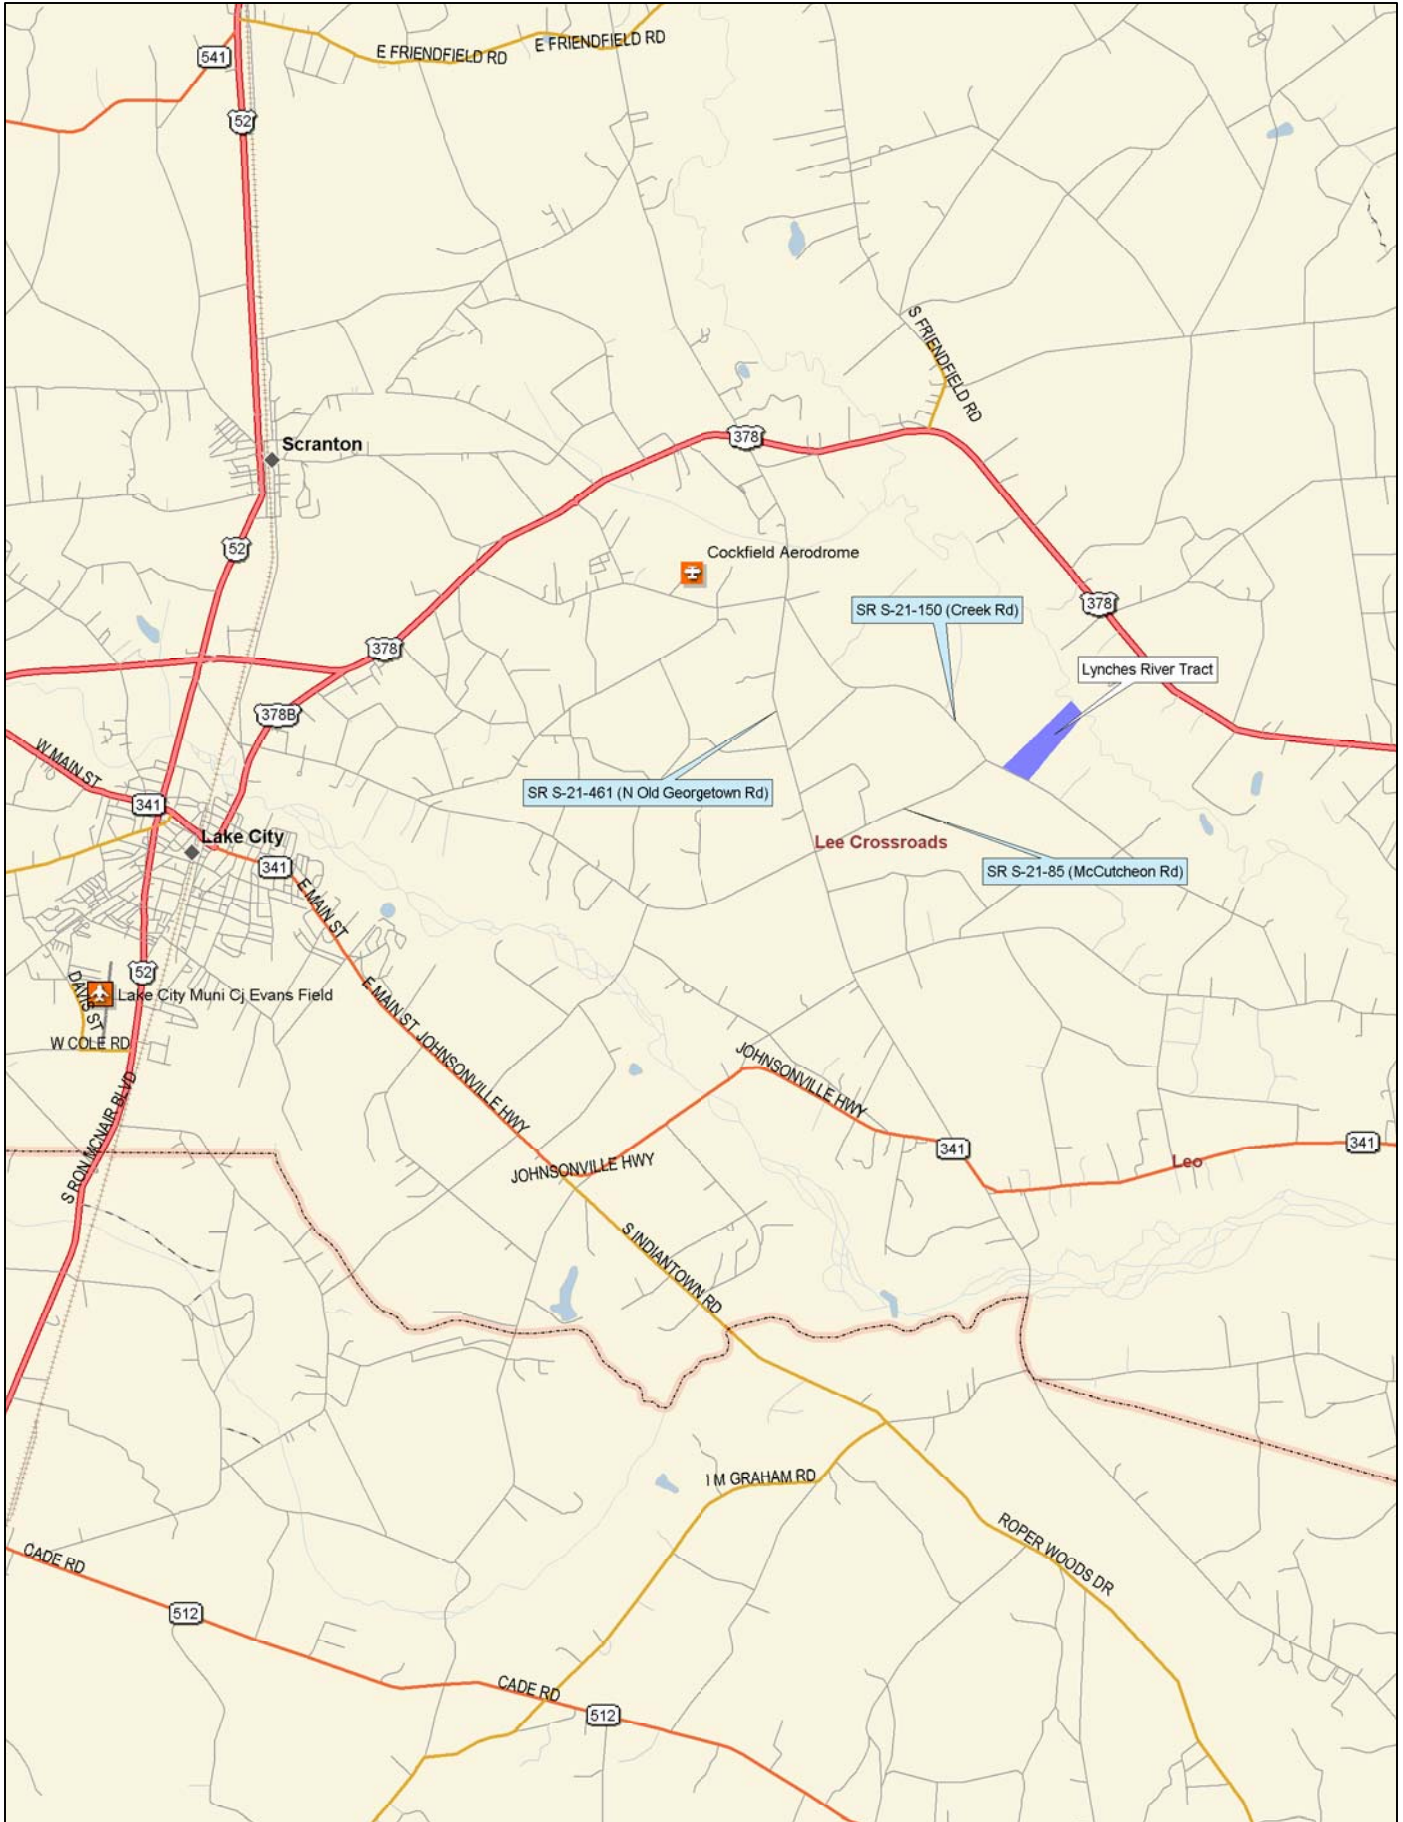 E FRIENDFIELD RD
E FRIENDFIELD RD
541
52
S FRIENDFIELD RD
Scranton
378
52
Cockfield Aerodrome
SR S-21-150 (Creek Rd)
378
378
Lynches River Tract
378B
W MAIN ST
SR S-21-461 (N Old Georgetown Rd)
341
Lake City
Lee Crossroads
341
SR S-21-85 (McCutcheon Rd)
E MAIN ST
52
DAVIS ST
Lake City Muni Cj Evans Field
E MAIN ST
W COLE RD
JOHNSONVILLE HWY
JOHNSONVILLE HWY
S RON MCNAIR BLVD
341
341
JOHNSONVILLE HWY
Leo
S INDIANTOWN RD
I M GRAHAM RD
ROPER WOODS DR
CADE RD
512
CADE RD
512